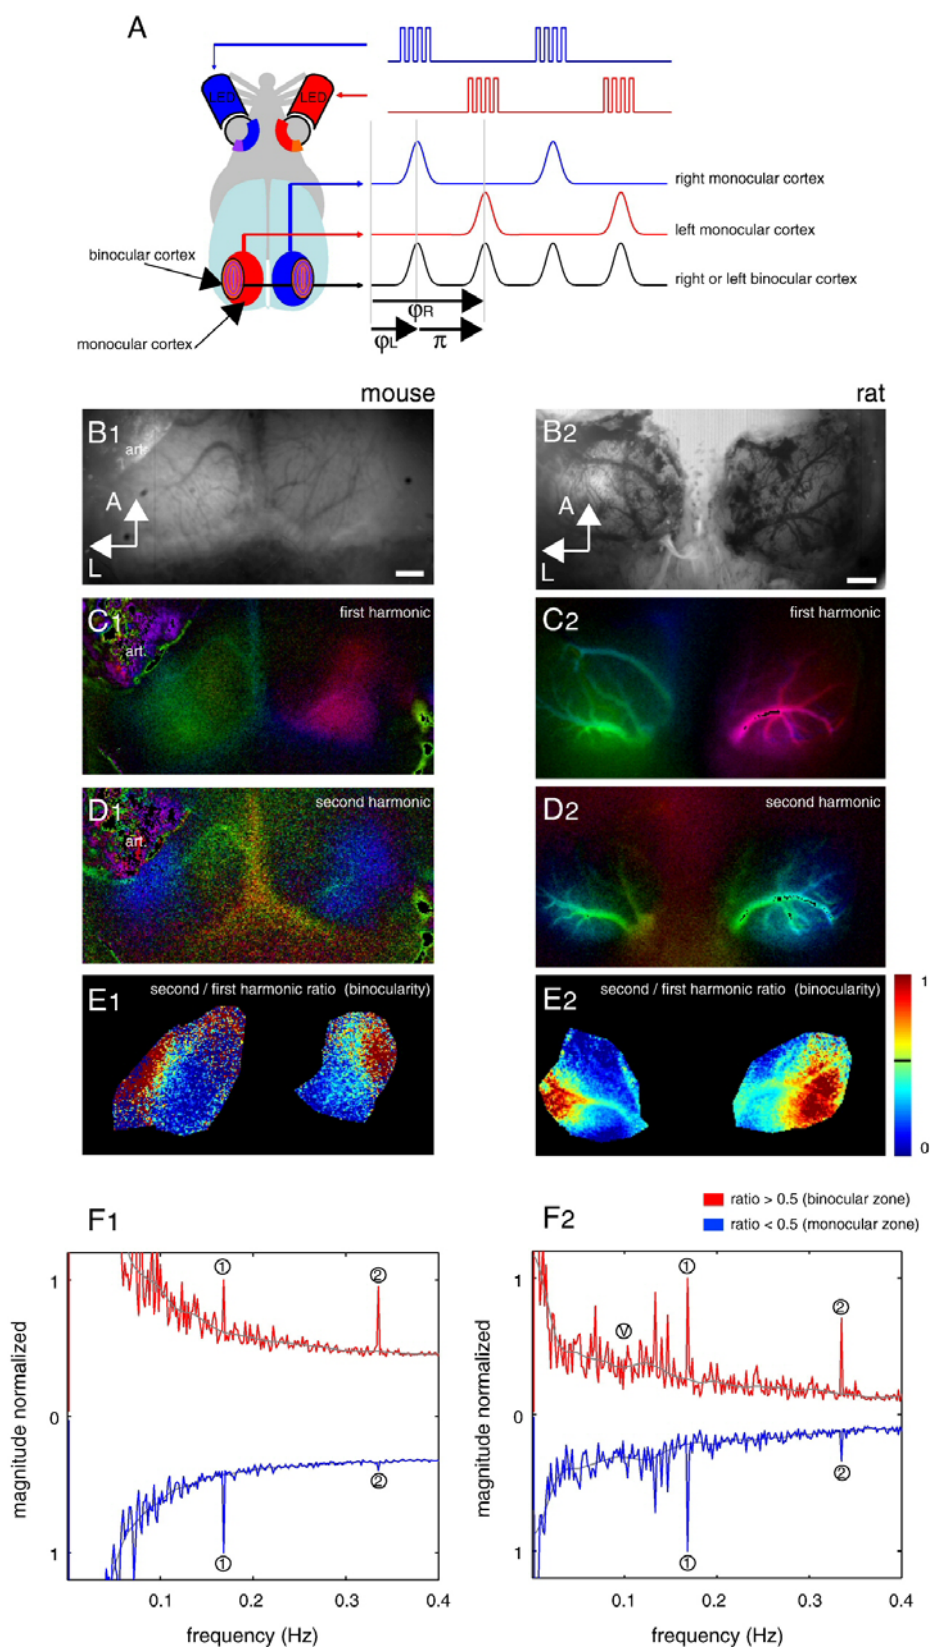 A
LED
LED
right monocular cortex
left monocular cortex
binocular cortex
right or left binocular cortex
φR
monocular cortex
φL
π
mouse
rat
B1
art.
A
L
B2
A
L
C1
first harmonic
art.
C2
first harmonic
D1
second harmonic
art.
D2
second harmonic
E1
second / first harmonic ratio (binocularity)
E2
second / first harmonic ratio (binocularity)
1
0
ratio > 0.5 (binocular zone)
ratio < 0.5 (monocular zone)
F1
F2
magnitude normalized
1
0
1
①
②
②
①
0.1
0.2
0.3
0.4
frequency (Hz)
magnitude normalized
1
0
1
①
②
V
②
①
0.1
0.2
0.3
0.4
frequency (Hz)